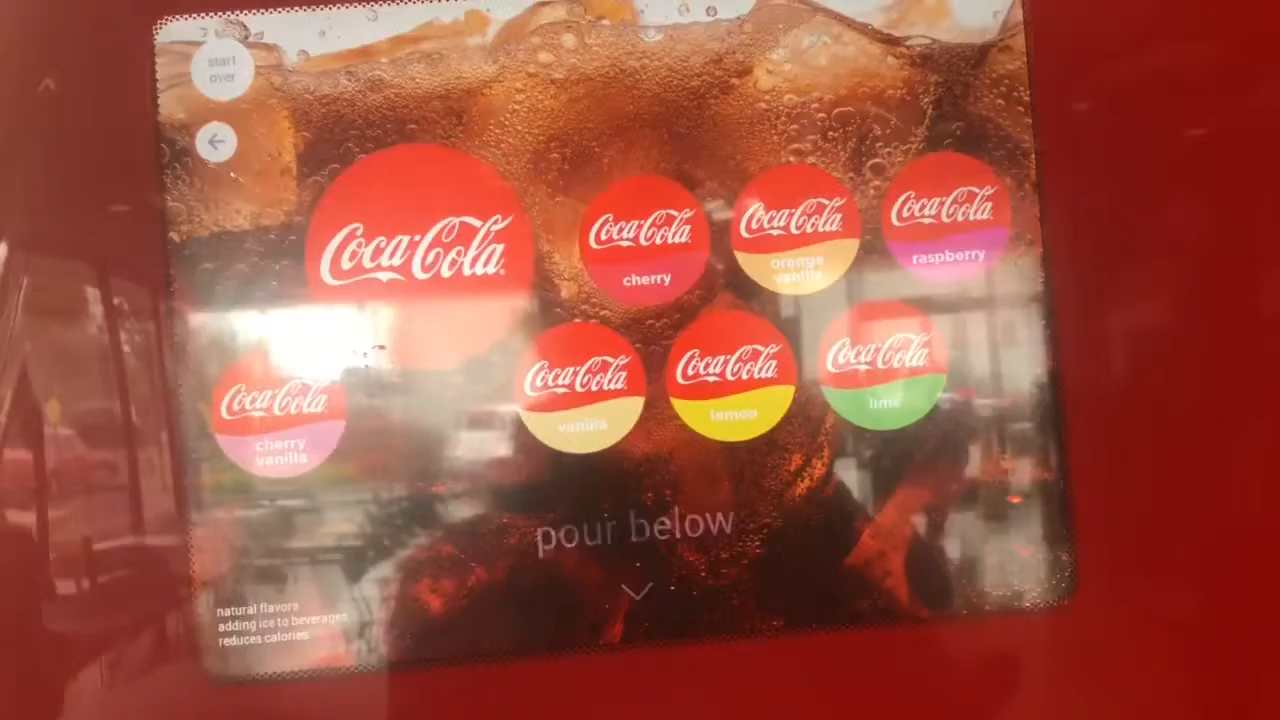 start
over
Coca-Cola
Coca-Cola
cherry
Coca-Cola
orange
vanilla
Coca-Cola
raspberry
Coca-Cola
cherry
vanilla
Coca-Cola
vanilla
Coca-Cola
lemon
Coca-Cola
lime
pour below
natural flavors
adding ice to beverages
reduces calories